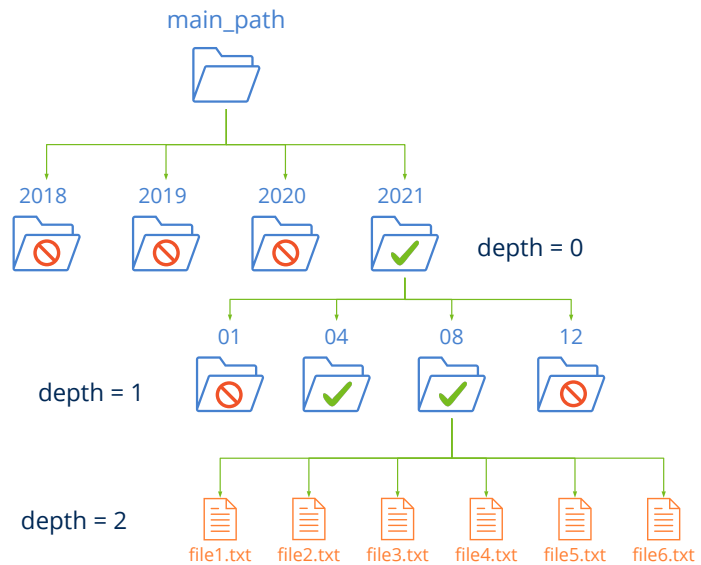 main_path
2018 2019 2020 2021
depth = 0
01 04 08 12
depth = 1
depth = 2
file1.txt file2.txt file3.txt file4.txt file5.txt file6.txt